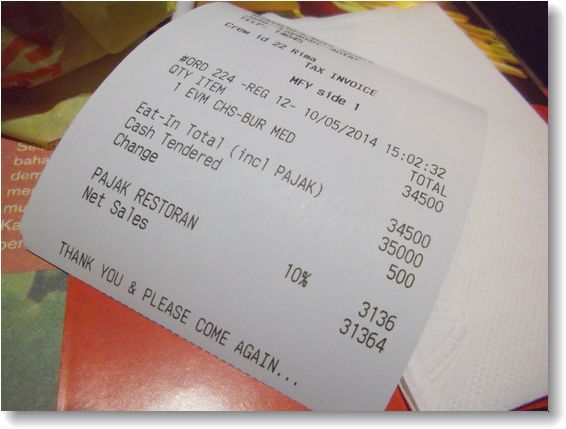 TELP: 14045
Crew id 22 Rima
TAX INVOICE
MFY side 1
#ORD 224 -REG 12- 10/05/2014 15:02:32
QTY ITEM TOTAL
1 EVM CHS-BUR MED 34500
Eat-In Total (incl PAJAK) 34500
Cash Tendered 35000
Change 500
PAJAK RESTORAN 10% 3136
Net Sales 31364
THANK YOU & PLEASE COME AGAIN...